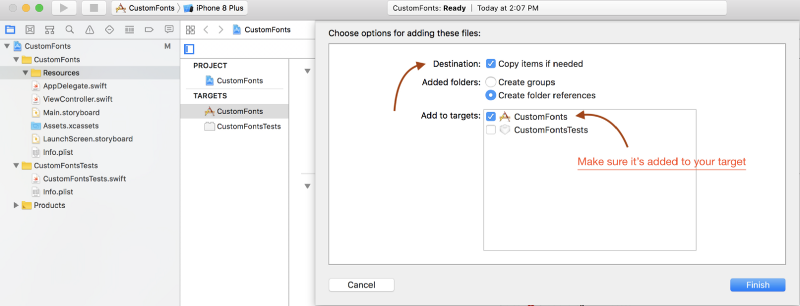 CustomFonts
iPhone 8 Plus
CustomFonts: Ready | Today at 2:07 PM
CustomFonts
M
CustomFonts
Resources
AppDelegate.swift
ViewController.swift
Main.storyboard
Assets.xcassets
LaunchScreen.storyboard
Info.plist
CustomFontsTests
CustomFontsTests.swift
Info.plist
Products
CustomFonts
PROJECT
CustomFonts
TARGETS
CustomFonts
CustomFontsTests
Choose options for adding these files:
Destination: Copy items if needed
Added folders: Create groups
Create folder references
Add to targets: CustomFonts
CustomFontsTests
Make sure it's added to your target
Cancel
Finish